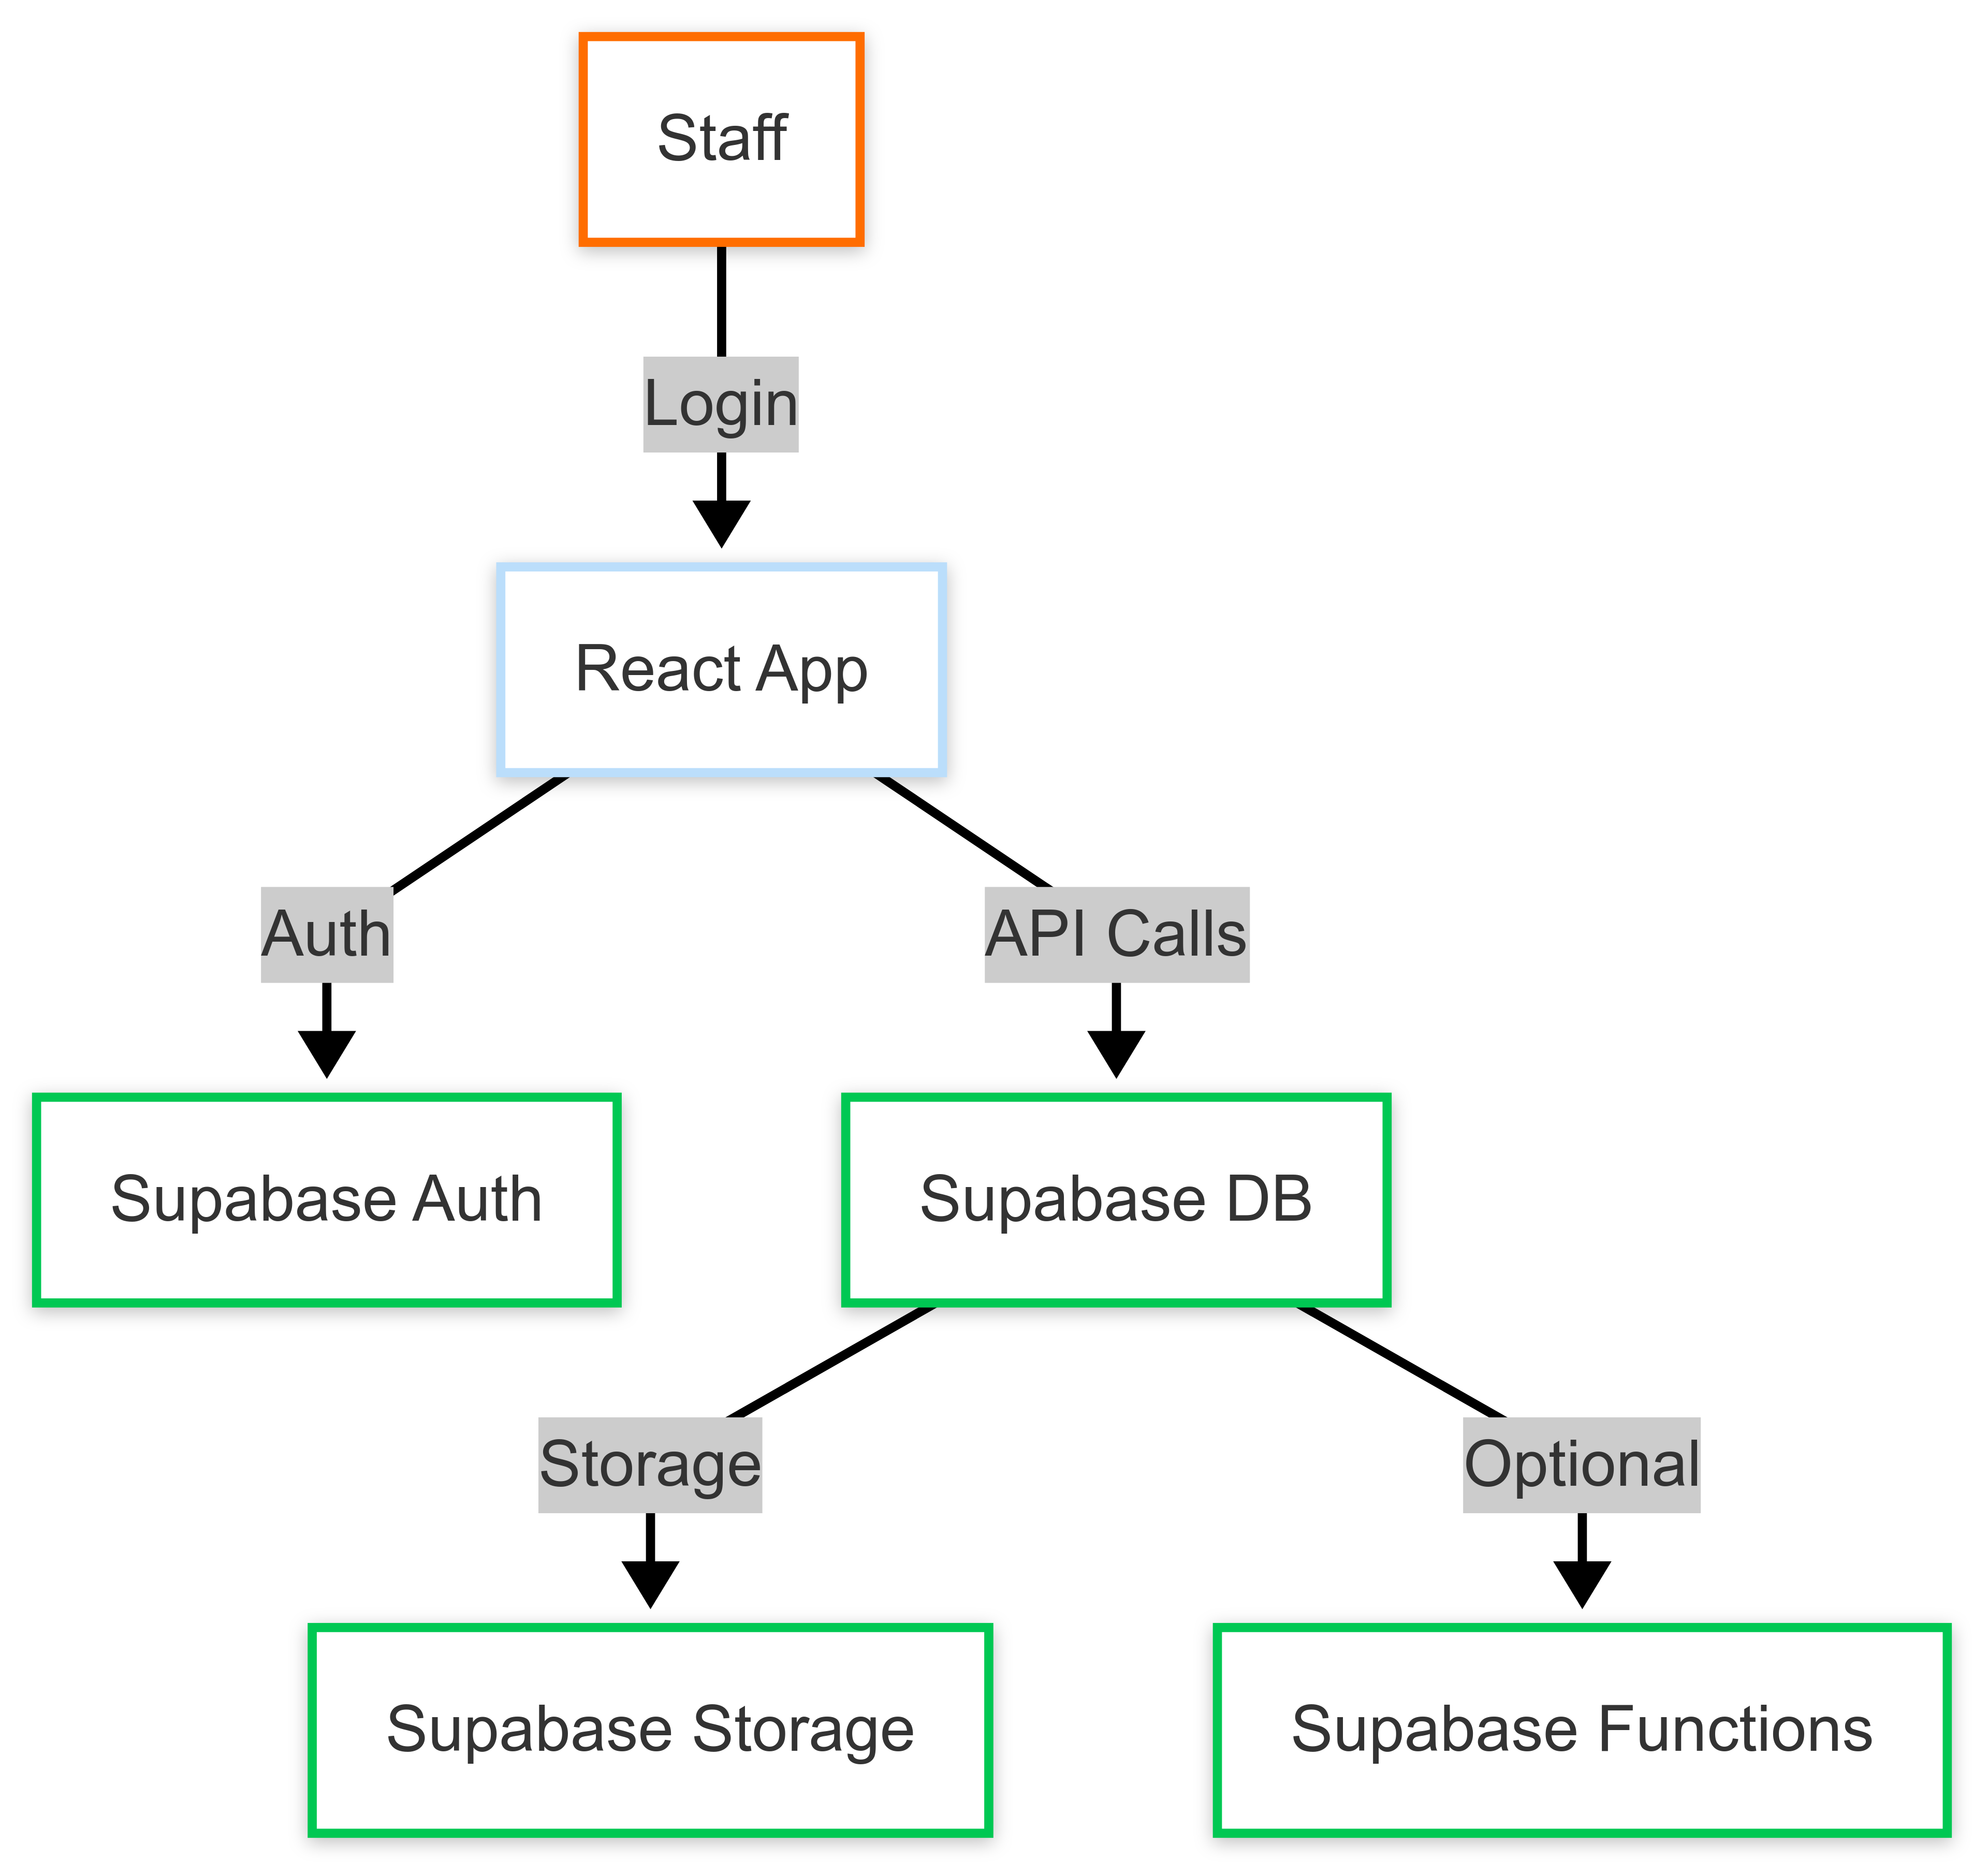 Staff
Login
React App
Auth
API Calls
Supabase Auth
Supabase DB
Storage
Optional
Supabase Storage
Supabase Functions